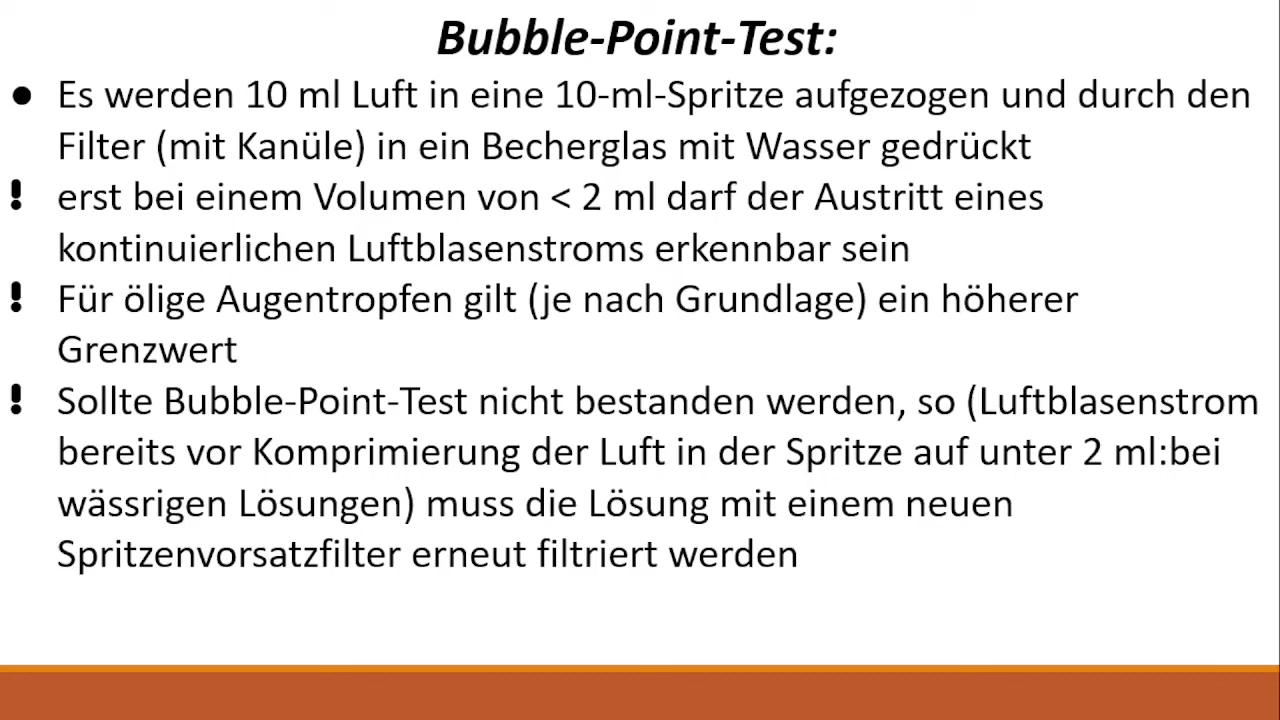 Bubble-Point-Test:
● Es werden 10 ml Luft in eine 10-ml-Spritze aufgezogen und durch den
Filter (mit Kanüle) in ein Becherglas mit Wasser gedrückt
! erst bei einem Volumen von < 2 ml darf der Austritt eines
kontinuierlichen Luftblasenstroms erkennbar sein
! Für ölige Augentropfen gilt (je nach Grundlage) ein höherer
Grenzwert
! Sollte Bubble-Point-Test nicht bestanden werden, so (Luftblasenstrom
bereits vor Komprimierung der Luft in der Spritze auf unter 2 ml:bei
wässrigen Lösungen) muss die Lösung mit einem neuen
Spritzenvorsatzfilter erneut filtriert werden